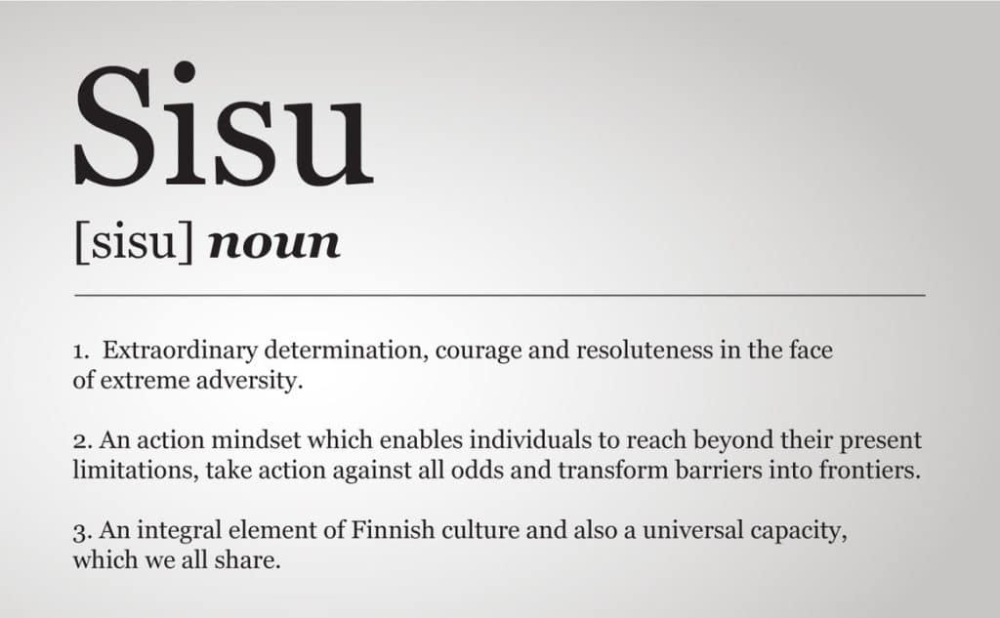 Sisu
[sisu] noun
1. Extraordinary determination, courage and resoluteness in the face
of extreme adversity.
2. An action mindset which enables individuals to reach beyond their present
limitations, take action against all odds and transform barriers into frontiers.
3. An integral element of Finnish culture and also a universal capacity,
which we all share.